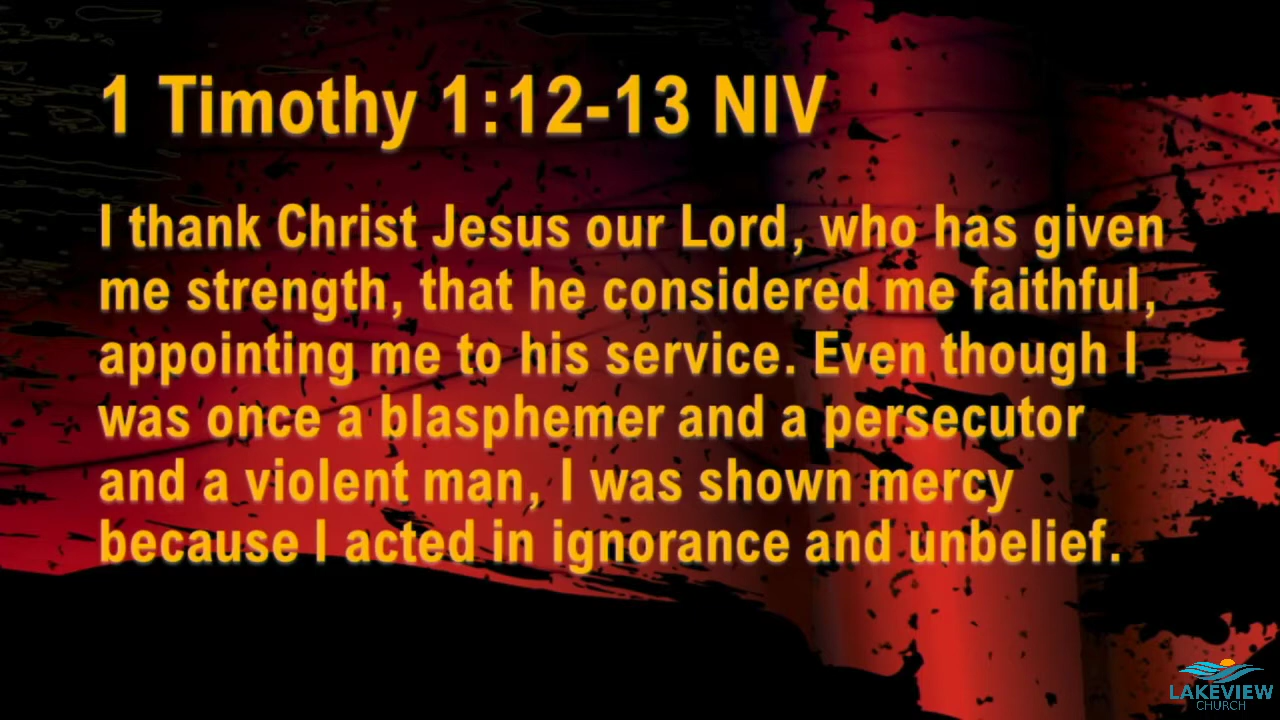 1 Timothy 1:12-13 NIV
I thank Christ Jesus our Lord, who has given
me strength, that he considered me faithful,
appointing me to his service. Even though I
was once a blasphemer and a persecutor
and a violent man, I was shown mercy
because I acted in ignorance and unbelief.
LAKEVIEW
CHURCH